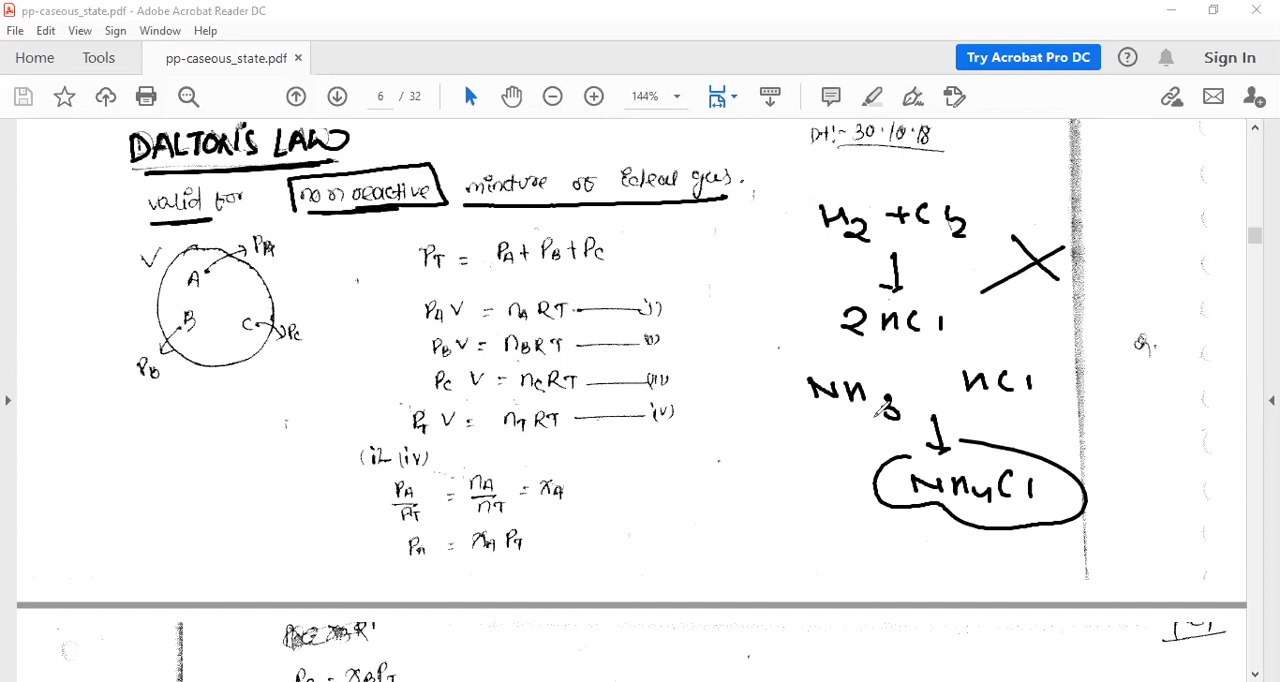 pp-caseous_state.pdf - Adobe Acrobat Reader DC
File Edit View Sign Window Help
Home Tools pp-caseous_state.pdf × Try Acrobat Pro DC Sign In
6 / 32 144%
DALTON'S LAW
Dt:- 30.10.18
valid for non reactive mixture of Ideal gas.
H2 + Cl2
V
PA
A
B
C
PC
PB
PT = PA + PB + PC
PA V = nA RT (i)
PB V = nB RT (ii)
PC V = nC RT (iii)
PT V = nT RT (iv)
2HCl
NH3 HCl
NH4Cl
Q.
PA/PT = nA/nT = xA
PA = xA PT
PC = xBPT